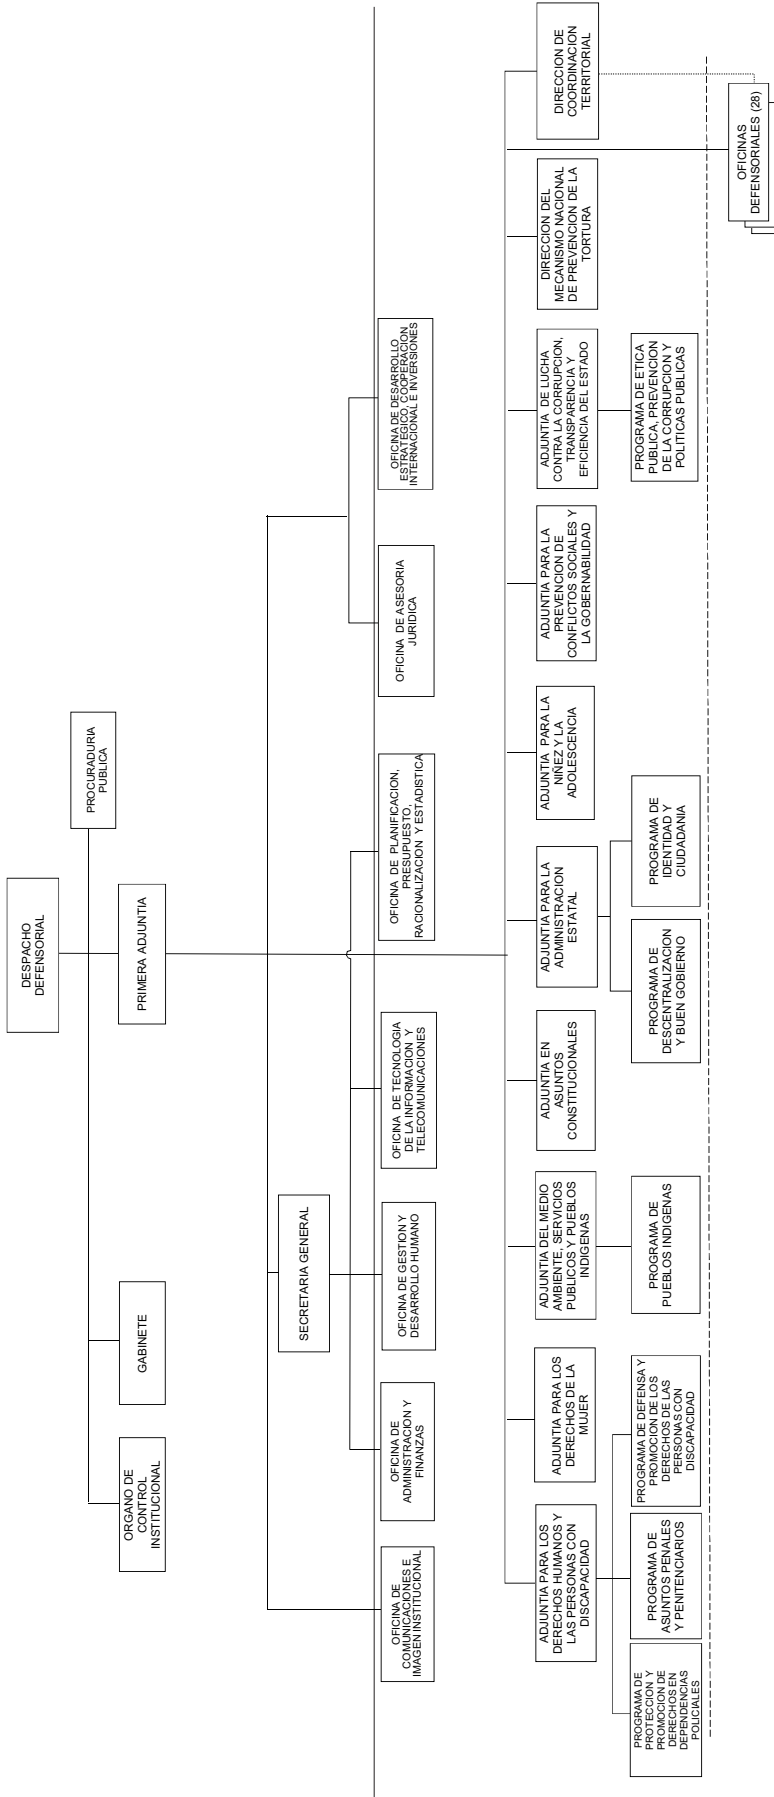 DESPACHO
DEFENSORIAL
PROCURADURIA
PUBLICA
ORGANO DE
CONTROL
INSTITUCIONAL
GABINETE
PRIMERA ADJUNTIA
SECRETARIA GENERAL
OFICINA DE
COMUNICACIONES E
IMAGEN INSTITUCIONAL
OFICINA DE
ADMINISTRACION Y
FINANZAS
OFICINA DE GESTION Y
DESARROLLO HUMANO
OFICINA DE TECNOLOGIA
DE LA INFORMACION Y
TELECOMUNICACIONES
OFICINA DE PLANIFICACION,
PRESUPUESTO,
RACIONALIZACION Y ESTADISTICA
OFICINA DE ASESORIA
JURIDICA
OFICINA DE DESARROLLO
ESTRATEGICO, COOPERACION
INTERNACIONAL E INVERSIONES
ADJUNTIA PARA LOS
DERECHOS HUMANOS Y
LAS PERSONAS CON
DISCAPACIDAD
ADJUNTIA PARA LOS
DERECHOS DE LA
MUJER
ADJUNTIA DEL MEDIO
AMBIENTE, SERVICIOS
PUBLICOS Y PUEBLOS
INDIGENAS
ADJUNTIA EN
ASUNTOS
CONSTITUCIONALES
ADJUNTIA PARA LA
ADMINISTRACION
ESTATAL
ADJUNTIA PARA LA
NIÑEZ Y LA
ADOLESCENCIA
ADJUNTIA PARA LA
PREVENCION DE
CONFLICTOS SOCIALES Y
LA GOBERNABILIDAD
ADJUNTIA DE LUCHA
CONTRA LA CORRUPCION,
TRANSPARENCIA Y
EFICIENCIA DEL ESTADO
DIRECCION DEL
MECANISMO NACIONAL
DE PREVENCION DE LA
TORTURA
DIRECCION DE
COORDINACION
TERRITORIAL
PROGRAMA DE
PROTECCION Y
PROMOCION DE
DERECHOS EN
DEPENDENCIAS
POLICIALES
PROGRAMA DE
ASUNTOS PENALES
Y PENITENCIARIOS
PROGRAMA DE DEFENSA Y
PROMOCION DE LOS
DERECHOS DE LAS
PERSONAS CON
DISCAPACIDAD
PROGRAMA DE
PUEBLOS INDIGENAS
PROGRAMA DE
DESCENTRALIZACION
Y BUEN GOBIERNO
PROGRAMA DE
IDENTIDAD Y
CIUDADANIA
PROGRAMA DE ETICA
PUBLICA, PREVENCION
DE LA CORRUPCION Y
POLITICAS PUBLICAS
OFICINAS
DEFENSORIALES (28)